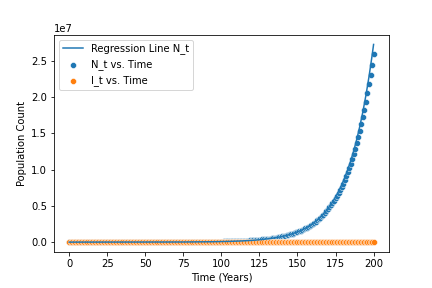 1e7
Regression Line N_t
N_t vs. Time
I_t vs. Time
2.5
2.0
1.5
1.0
0.5
0.0
Population Count
0 25 50 75 100 125 150 175 200
Time (Years)